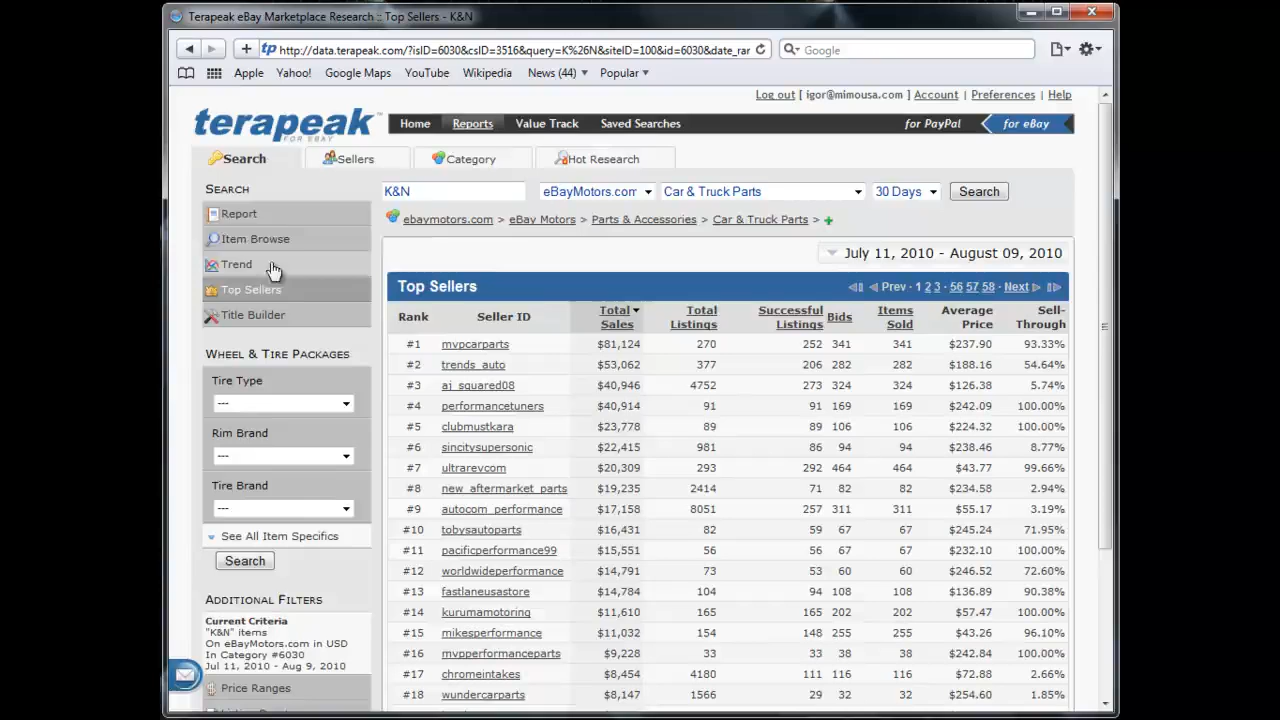 Terapeak eBay Marketplace Research :: Top Sellers - K&N
tp http://data.terapeak.com/?isID=6030&csID=3516&query=K%26N&siteID=100&id=6030&date_rar
Google
Apple Yahoo! Google Maps YouTube Wikipedia News (44) Popular
Log out [ igor@mimousa.com ] Account | Preferences | Help
terapeak FOR EBAY
Home Reports Value Track Saved Searches for PayPal for eBay
Search Sellers Category Hot Research
SEARCH
K&N eBayMotors.com Car & Truck Parts 30 Days Search
Report
ebaymotors.com > eBay Motors > Parts & Accessories > Car & Truck Parts > +
Item Browse
July 11, 2010 - August 09, 2010
Trend
Top Sellers
Title Builder
Top Sellers Prev · 1 2 3 · 56 57 58 · Next
Rank Seller ID Total Sales Total Listings Successful Listings Bids Items Sold Average Price Sell-Through
#1 mvpcarparts $81,124 270 252 341 341 $237.90 93.33%
#2 trends_auto $53,062 377 206 282 282 $188.16 54.64%
#3 aj_squared08 $40,946 4752 273 324 324 $126.38 5.74%
#4 performancetuners $40,914 91 91 169 169 $242.09 100.00%
#5 clubmustkara $23,778 89 89 106 106 $224.32 100.00%
#6 sincitysupersonic $22,415 981 86 94 94 $238.46 8.77%
#7 ultrarevcom $20,309 293 292 464 464 $43.77 99.66%
#8 new_aftermarket_parts $19,235 2414 71 82 82 $234.58 2.94%
#9 autocom_performance $17,158 8051 257 311 311 $55.17 3.19%
#10 tobysautoparts $16,431 82 59 67 67 $245.24 71.95%
#11 pacificperformance99 $15,551 56 56 67 67 $232.10 100.00%
#12 worldwideperformance $14,791 73 53 60 60 $246.52 72.60%
#13 fastlaneusastore $14,784 104 94 108 108 $136.89 90.38%
#14 kurumamotoring $11,610 165 165 202 202 $57.47 100.00%
#15 mikesperformance $11,032 154 148 255 255 $43.26 96.10%
#16 mvpperformanceparts $9,228 33 33 38 38 $242.84 100.00%
#17 chromeintakes $8,454 4180 111 116 116 $72.88 2.66%
#18 wundercarparts $8,147 1566 29 32 32 $254.60 1.85%
WHEEL & TIRE PACKAGES
Tire Type
---
Rim Brand
---
Tire Brand
---
See All Item Specifics
Search
ADDITIONAL FILTERS
Current Criteria
"K&N" items
On eBayMotors.com in USD
In Category #6030
Jul 11, 2010 - Aug 9, 2010
Price Ranges